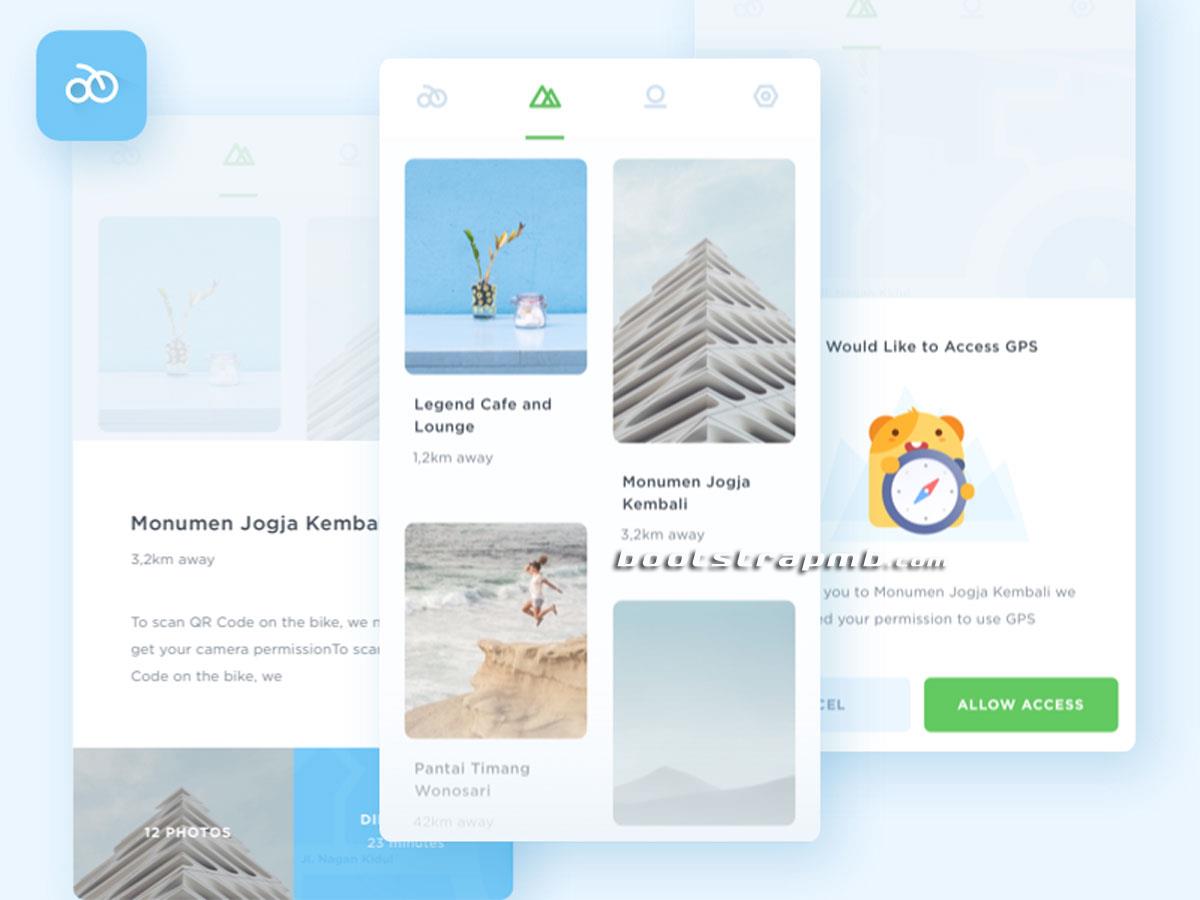 Legend Cafe and
Lounge
1,2km away
Monumen Jogja
Kembali
3,2km away
Pantai Timang
Wonosari
42km away
Monumen Jogja Kemba
3,2km away
To scan QR Code on the bike, we n
get your camera permissionTo scan
Code on the bike, we
12 PHOTOS
23 minutes
Jl. Nagan Kidul
Jl. Nagan Kidul
Would Like to Access GPS
you to Monumen Jogja Kembali we
ed your permission to use GPS
CEL
ALLOW ACCESS
bootstrapmb.com